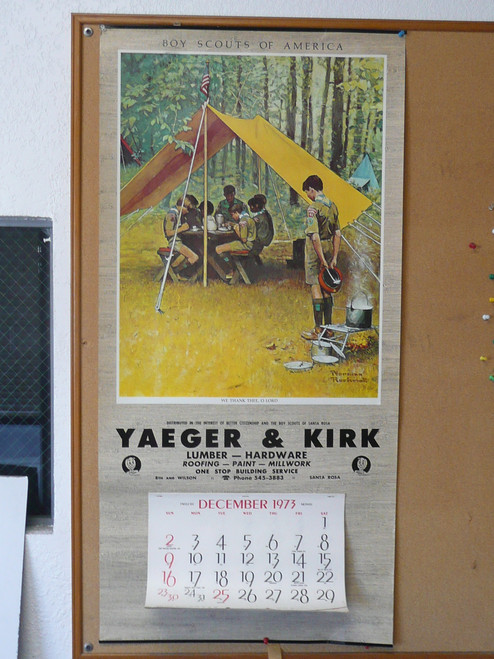 BOY SCOUTS OF AMERICA
Norman
Rockwell
WE THANK THEE, O LORD
DISTRIBUTED IN THE INTEREST OF BETTER CITIZENSHIP AND THE BOY SCOUTS OF SANTA ROSA
YAEGER & KIRK
LUMBER — HARDWARE
ROOFING — PAINT — MILLWORK
ONE STOP BUILDING SERVICE
8TH AND WILSON :: ☎ Phone 545-3883 :: SANTA ROSA
DECEMBER 1973
SUN. MON. TUE. WED. THU. FRI. SAT.
1
2 3 4 5 6 7 8
9 10 11 12 13 14 15
16 17 18 19 20 21 22
23/30 24/31 25 26 27 28 29